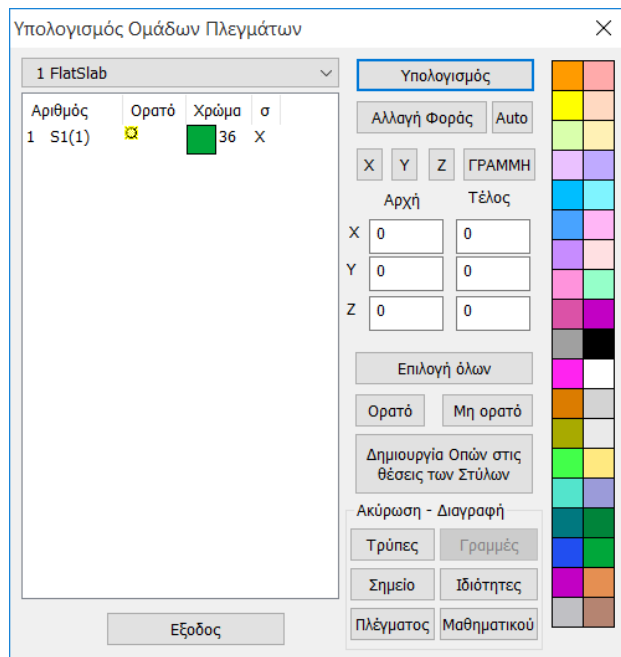 Υπολογισμός Ομάδων Πλεγμάτων
1 FlatSlab
Αριθμός Ορατό Χρώμα σ
1 S1(1) 36 X
Υπολογισμός
Αλλαγή Φοράς Auto
X Y Z ΓΡΑΜΜΗ
Αρχή Τέλος
X 0 0
Y 0 0
Z 0 0
Επιλογή όλων
Ορατό Μη ορατό
Δημιουργία Οπών στις
θέσεις των Στύλων
Ακύρωση - Διαγραφή
Τρύπες Γραμμές
Σημείο Ιδιότητες
Πλέγματος Μαθηματικού
Εξοδος